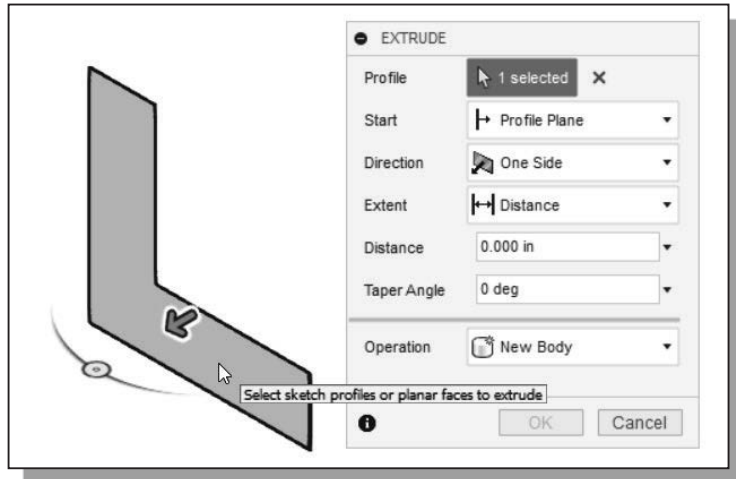 EXTRUDE
Profile 1 selected
Start Profile Plane
Direction One Side
Extent Distance
Distance 0.000 in
Taper Angle 0 deg
Operation New Body
Select sketch profiles or planar faces to extrude
OK Cancel